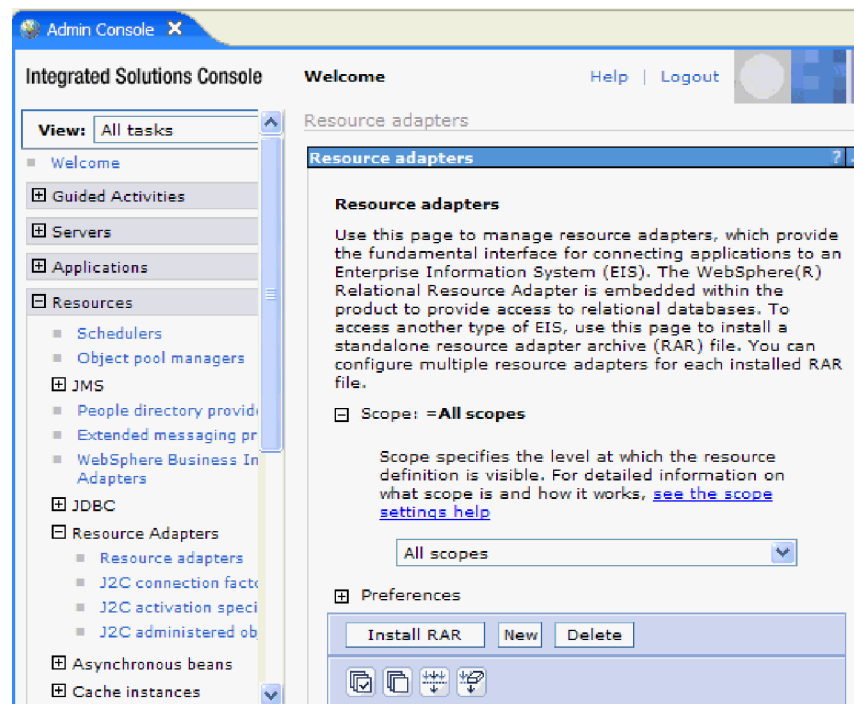 Admin Console
Integrated Solutions Console
Welcome
Help | Logout
View: All tasks
Welcome
Guided Activities
Servers
Applications
Resources
Schedulers
Object pool managers
JMS
People directory provid
Extended messaging pr
WebSphere Business In
Adapters
JDBC
Resource Adapters
Resource adapters
J2C connection facto
J2C activation speci
J2C administered ob
Asynchronous beans
Cache instances
Resource adapters
Resource adapters
?
Resource adapters
Use this page to manage resource adapters, which provide
the fundamental interface for connecting applications to an
Enterprise Information System (EIS). The WebSphere(R)
Relational Resource Adapter is embedded within the
product to provide access to relational databases. To
access another type of EIS, use this page to install a
standalone resource adapter archive (RAR) file. You can
configure multiple resource adapters for each installed RAR
file.
Scope: =All scopes
Scope specifies the level at which the resource
definition is visible. For detailed information on
what scope is and how it works, see the scope
settings help
All scopes
Preferences
Install RAR
New
Delete